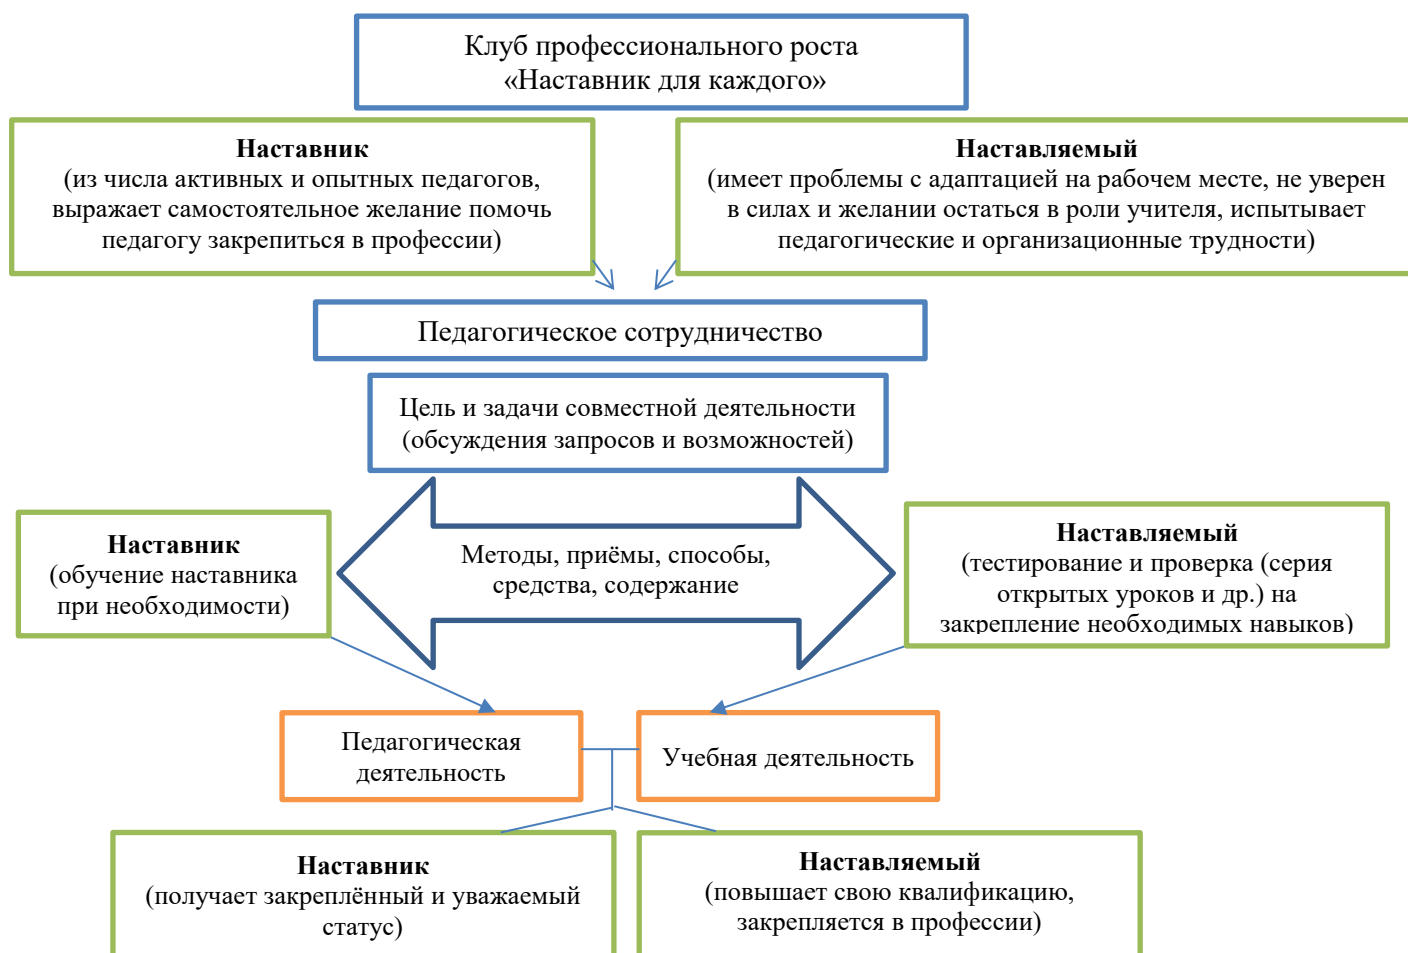 Клуб профессионального роста
«Наставник для каждого»
Наставник
(из числа активных и опытных педагогов,
выражает самостоятельное желание помочь
педагогу закрепиться в профессии)
Наставляемый
(имеет проблемы с адаптацией на рабочем месте, не уверен
в силах и желании остаться в роли учителя, испытывает
педагогические и организационные трудности)
Педагогическое сотрудничество
Цель и задачи совместной деятельности
(обсуждения запросов и возможностей)
Наставник
(обучение наставника
при необходимости)
Методы, приёмы, способы,
средства, содержание
Наставляемый
(тестирование и проверка (серия
открытых уроков и др.) на
закрепление необходимых навыков)
Педагогическая
деятельность
Учебная деятельность
Наставник
(получает закреплённый и уважаемый
статус)
Наставляемый
(повышает свою квалификацию,
закрепляется в профессии)